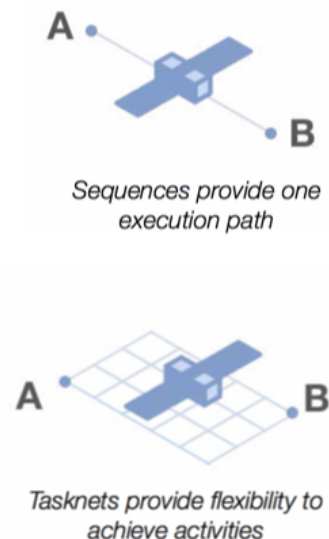 A
B
Sequences provide one
execution path
A
B
Tasknets provide flexibility to
achieve activities